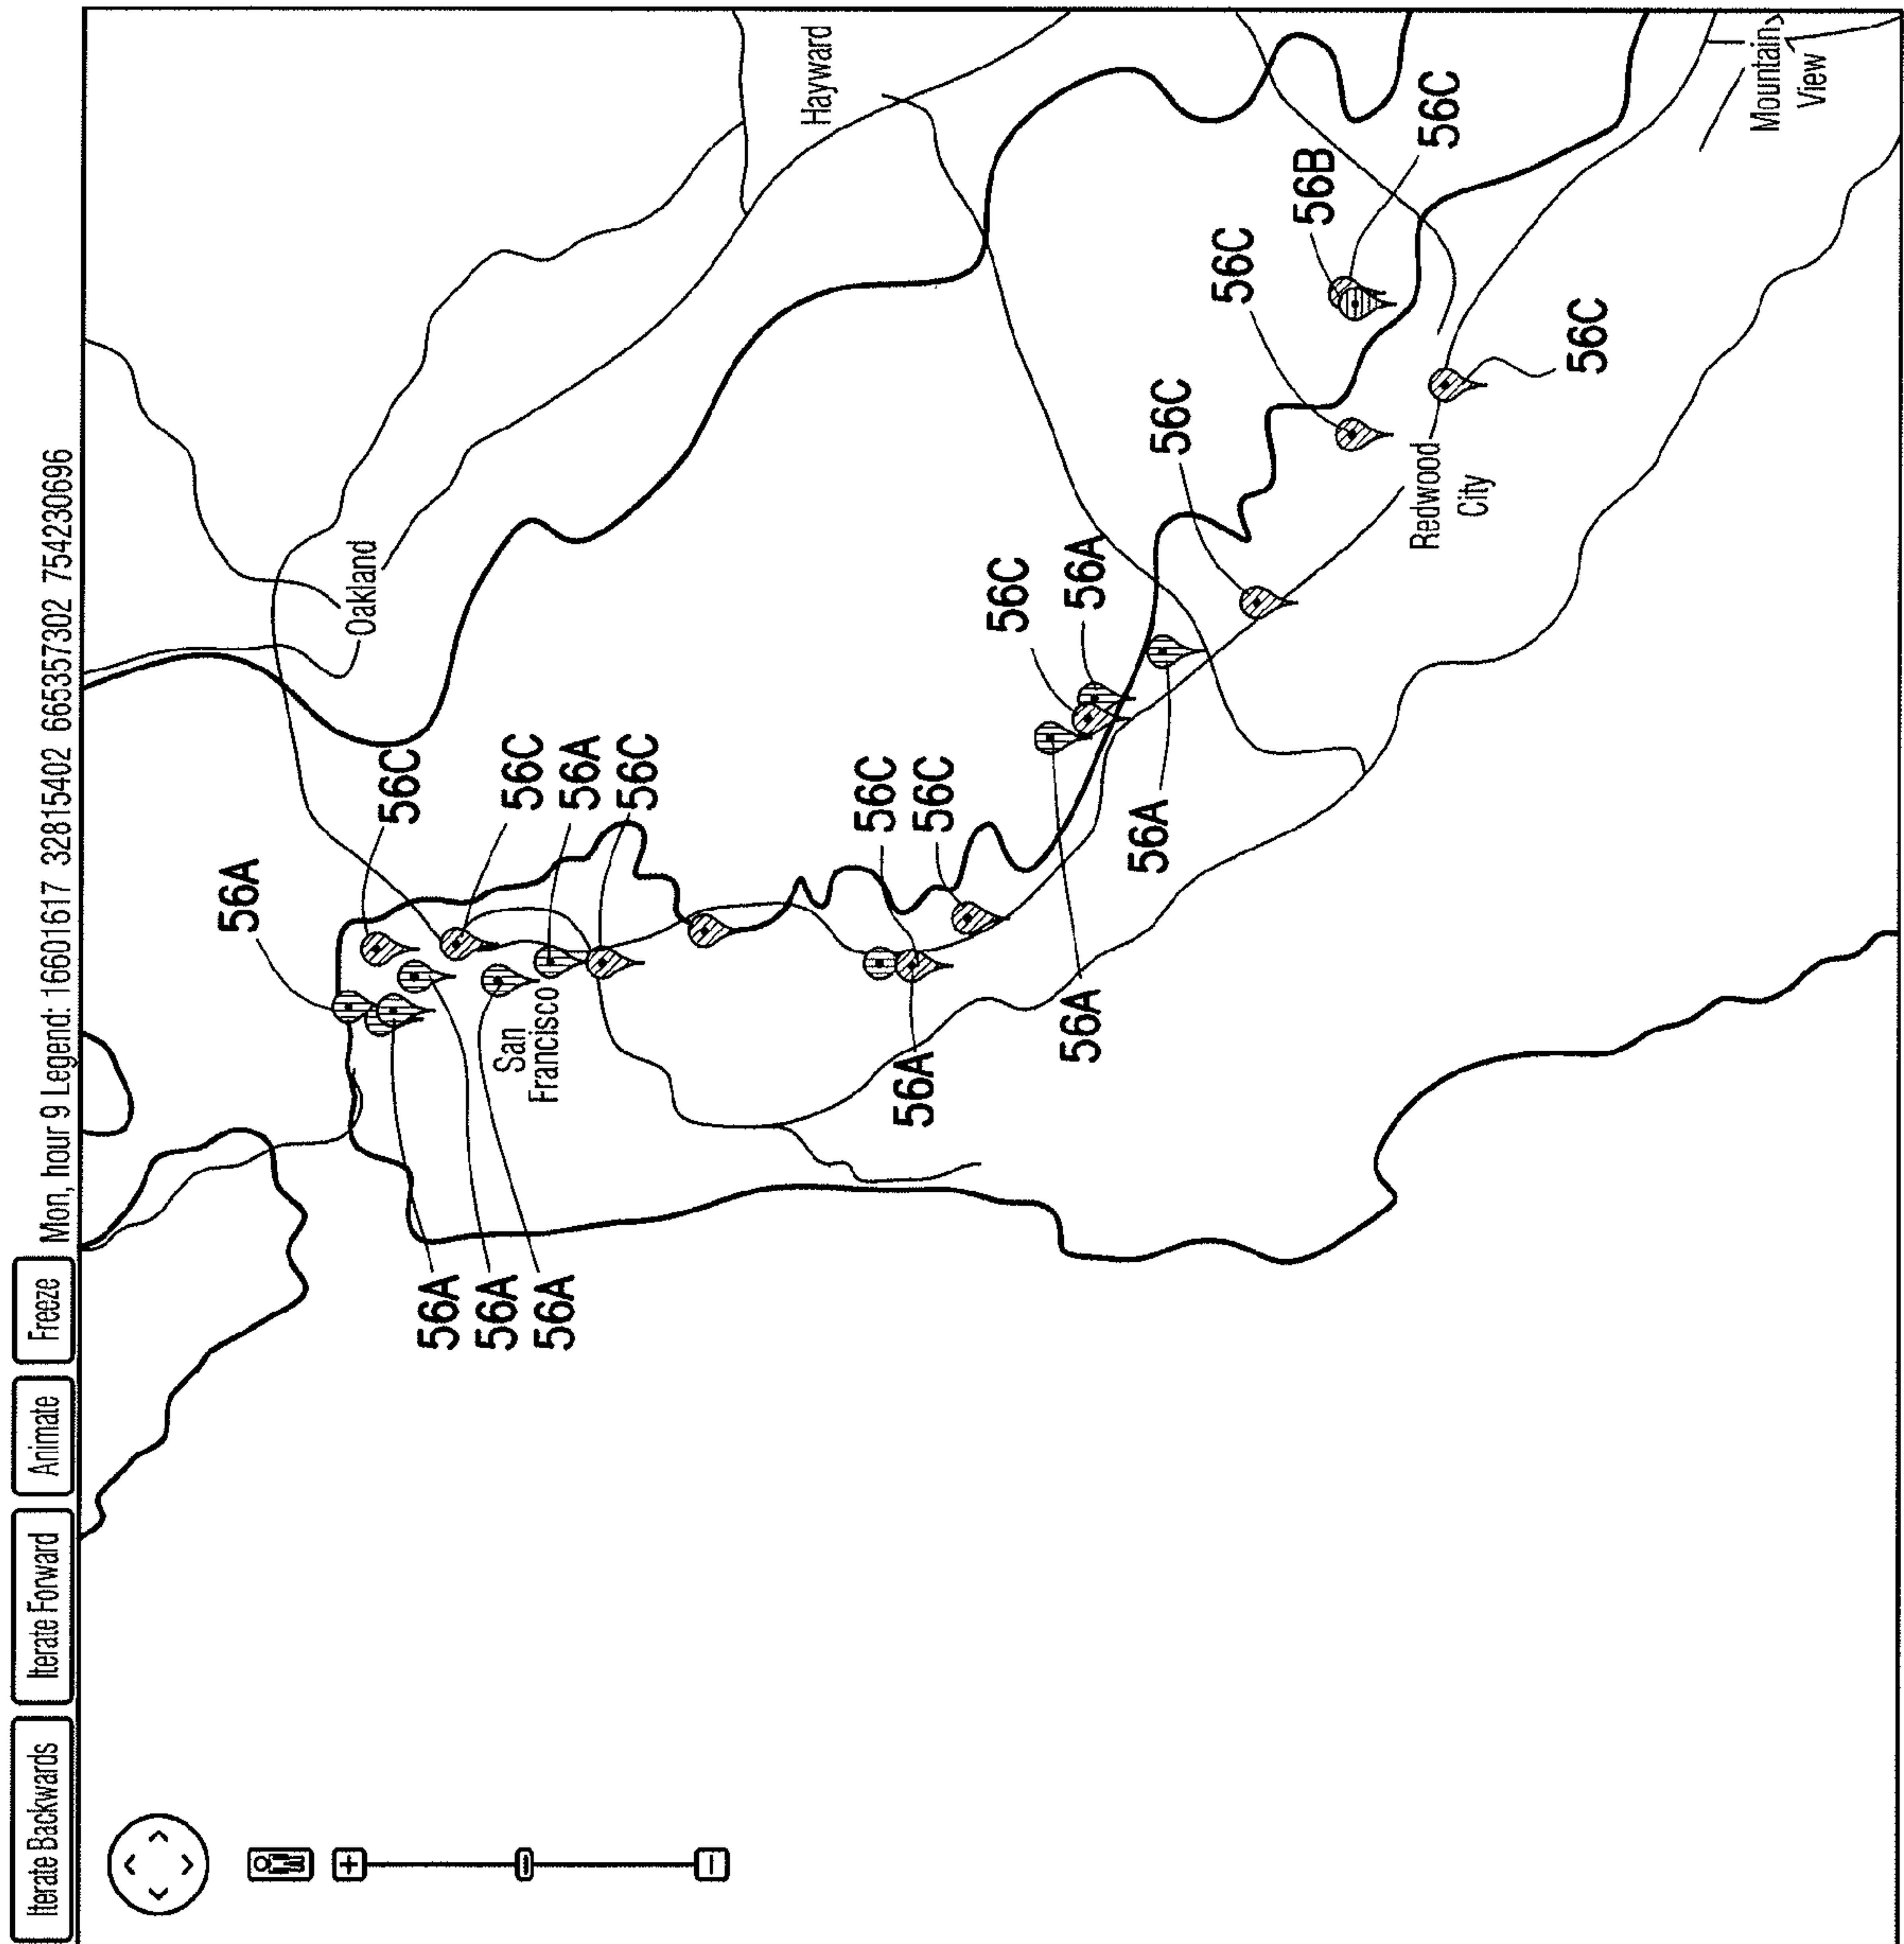 Iterate Backwards
Iterate Forward
Animate
Freeze
Mon, hour 9 Legend: 16601617 32815402 665357302 754230696
56A
56C
Oakland
56C
56A
56C
San
Francisco
56A
56A
56A
Hayward
56C
56C
56A
56C
56A
56A
56A
56C
56C
56B
56C
56C
Redwood
City
Mountain
View